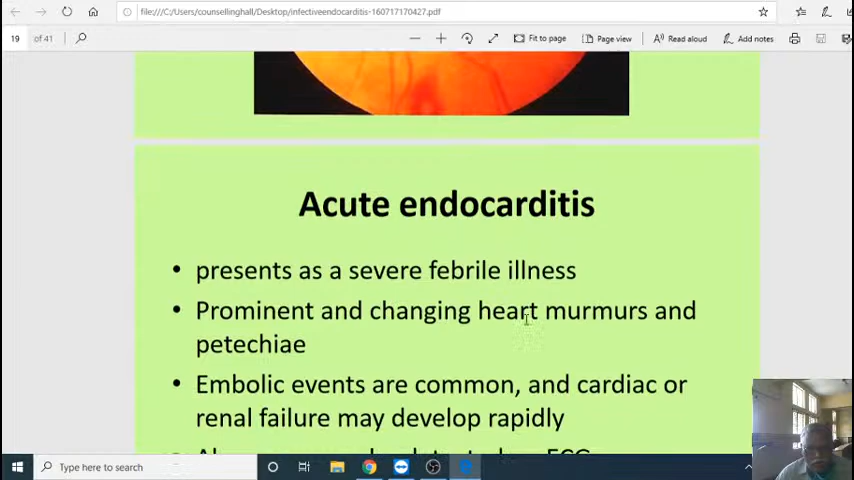 file:///C:/Users/counsellinghall/Desktop/infectiveendocarditis-160717170427.pdf
19 of 41 Fit to page Page view Read aloud Add notes
Acute endocarditis
• presents as a severe febrile illness
• Prominent and changing heart murmurs and
petechiae
• Embolic events are common, and cardiac or
renal failure may develop rapidly
Type here to search